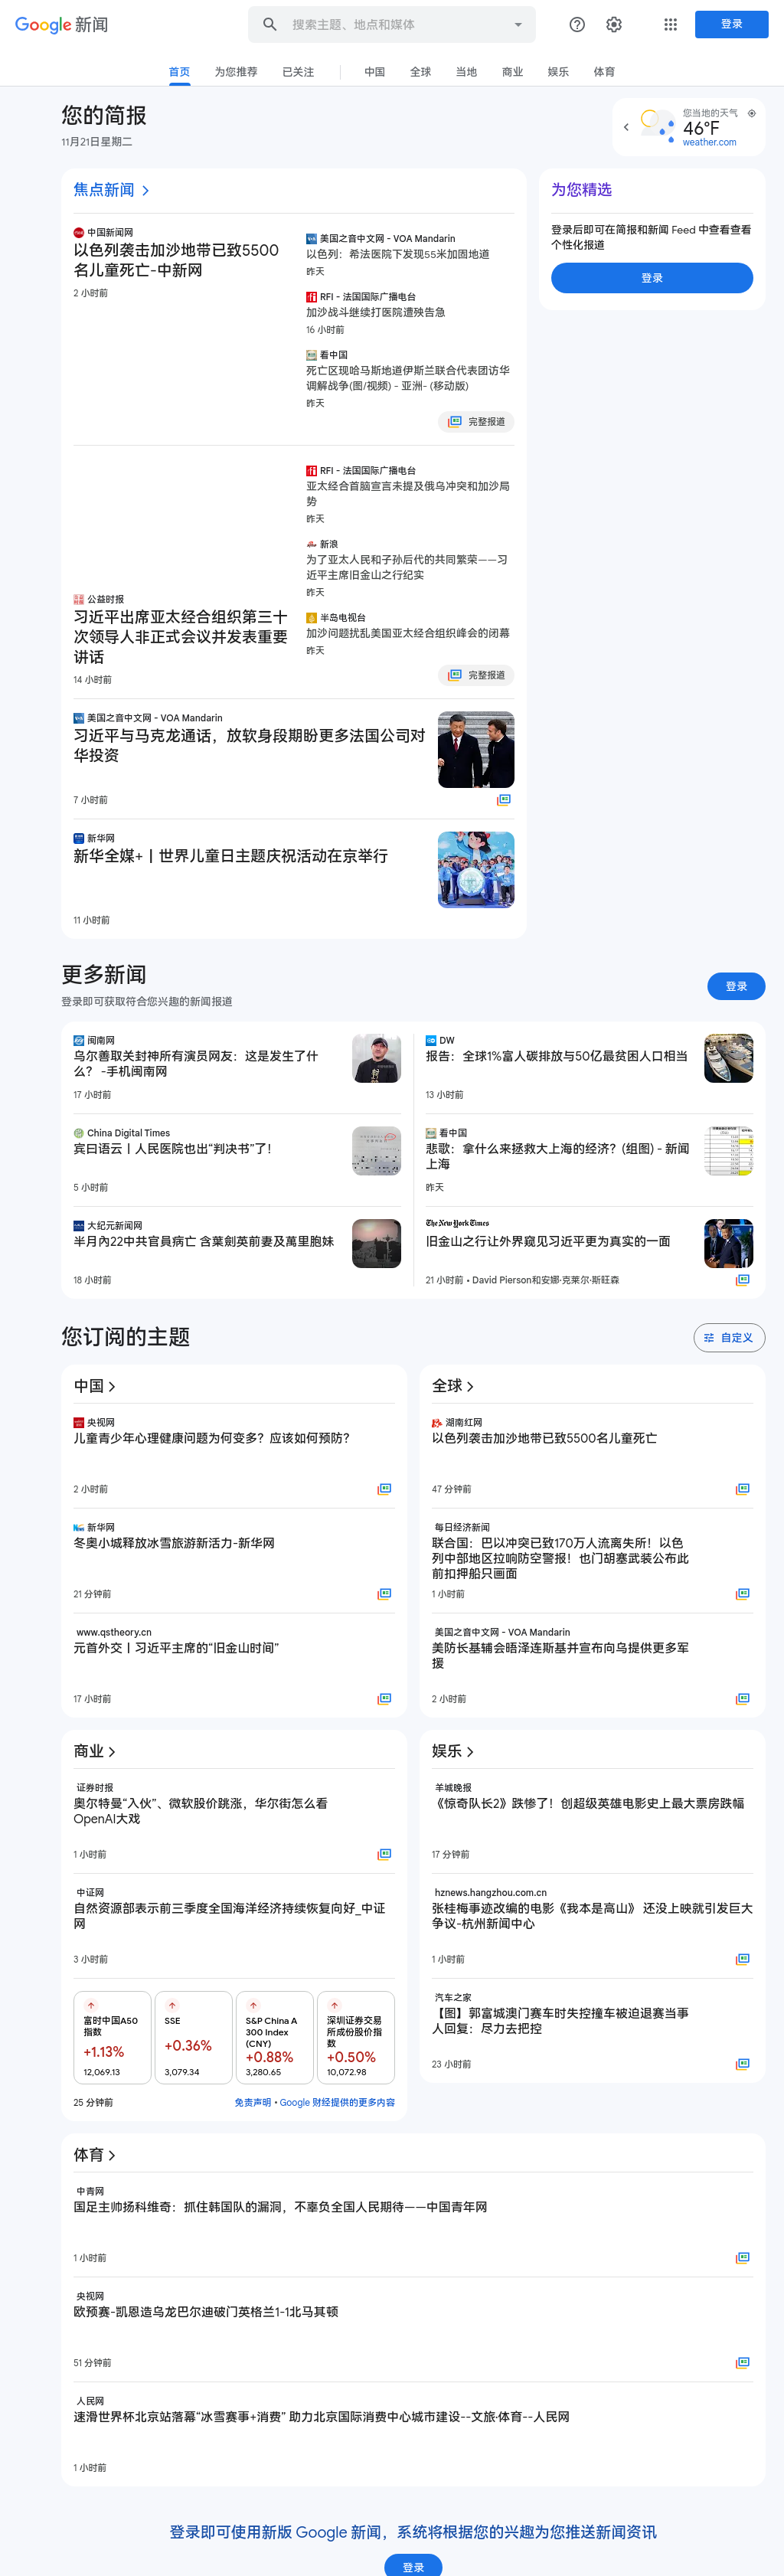 Google 新闻
搜索主题、地点和媒体
登录
首页
为您推荐
已关注
中国
全球
当地
商业
娱乐
体育
您的简报
11月21日星期二
您当地的天气
46°F
weather.com
焦点新闻
中国新闻网
以色列袭击加沙地带已致5500
名儿童死亡-中新网
2 小时前
美国之音中文网 - VOA Mandarin
以色列：希法医院下发现55米加固地道
昨天
RFI - 法国国际广播电台
加沙战斗继续打医院遭殃告急
16 小时前
看中国
死亡区现哈马斯地道伊斯兰联合代表团访华
调解战争(图/视频) - 亚洲- (移动版)
昨天
完整报道
公益时报
习近平出席亚太经合组织第三十
次领导人非正式会议并发表重要
讲话
14 小时前
RFI - 法国国际广播电台
亚太经合首脑宣言未提及俄乌冲突和加沙局
势
昨天
新浪
为了亚太人民和子孙后代的共同繁荣——习
近平主席旧金山之行纪实
昨天
半岛电视台
加沙问题扰乱美国亚太经合组织峰会的闭幕
昨天
完整报道
美国之音中文网 - VOA Mandarin
习近平与马克龙通话，放软身段期盼更多法国公司对
华投资
7 小时前
新华网
新华全媒+丨世界儿童日主题庆祝活动在京举行
11 小时前
为您精选
登录后即可在简报和新闻 Feed 中查看查看
个性化报道
登录
更多新闻
登录即可获取符合您兴趣的新闻报道
登录
闽南网
乌尔善取关封神所有演员网友：这是发生了什
么？ -手机闽南网
17 小时前
China Digital Times
宾曰语云丨人民医院也出“判决书”了！
5 小时前
大纪元新闻网
半月內22中共官員病亡 含葉劍英前妻及萬里胞妹
18 小时前
DW
报告：全球1%富人碳排放与50亿最贫困人口相当
13 小时前
看中国
悲歌：拿什么来拯救大上海的经济？(组图) - 新闻
上海
昨天
The New York Times
旧金山之行让外界窥见习近平更为真实的一面
21 小时前 • David Pierson和安娜·克莱尔·斯旺森
您订阅的主题
自定义
中国
央视网
儿童青少年心理健康问题为何变多？应该如何预防？
2 小时前
新华网
冬奥小城释放冰雪旅游新活力-新华网
21 分钟前
www.qstheory.cn
元首外交丨习近平主席的“旧金山时间”
17 小时前
全球
湖南红网
以色列袭击加沙地带已致5500名儿童死亡
47 分钟前
每日经济新闻
联合国：巴以冲突已致170万人流离失所！以色
列中部地区拉响防空警报！也门胡塞武装公布此
前扣押船只画面
1 小时前
美国之音中文网 - VOA Mandarin
美防长基辅会晤泽连斯基并宣布向乌提供更多军
援
2 小时前
商业
证券时报
奥尔特曼“入伙”、微软股价跳涨，华尔街怎么看
OpenAI大戏
1 小时前
中证网
自然资源部表示前三季度全国海洋经济持续恢复向好_中证
网
3 小时前
富时中国A50
指数
+1.13%
12,069.13
SSE
+0.36%
3,079.34
S&P China A
300 Index
(CNY)
+0.88%
3,280.65
深圳证券交易
所成份股价指
数
+0.50%
10,072.98
25 分钟前
免责声明 • Google 财经提供的更多内容
娱乐
羊城晚报
《惊奇队长2》跌惨了！创超级英雄电影史上最大票房跌幅
17 分钟前
hznews.hangzhou.com.cn
张桂梅事迹改编的电影《我本是高山》 还没上映就引发巨大
争议-杭州新闻中心
1 小时前
汽车之家
【图】郭富城澳门赛车时失控撞车被迫退赛当事
人回复：尽力去把控
23 小时前
体育
中青网
国足主帅扬科维奇：抓住韩国队的漏洞，不辜负全国人民期待——中国青年网
1 小时前
央视网
欧预赛-凯恩造乌龙巴尔迪破门英格兰1-1北马其顿
51 分钟前
人民网
速滑世界杯北京站落幕“冰雪赛事+消费” 助力北京国际消费中心城市建设--文旅·体育--人民网
1 小时前
登录即可使用新版 Google 新闻，系统将根据您的兴趣为您推送新闻资讯
登录